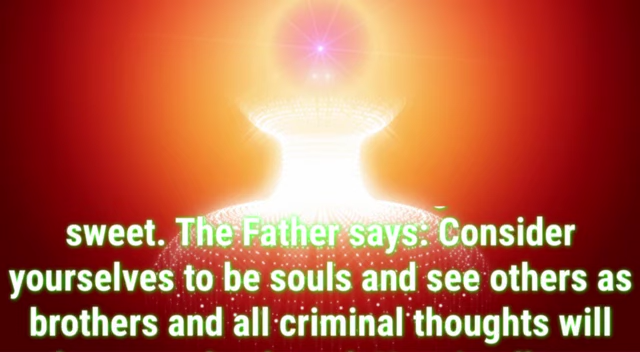 sweet. The Father says: Consider
yourselves to be souls and see others as
brothers and all criminal thoughts will